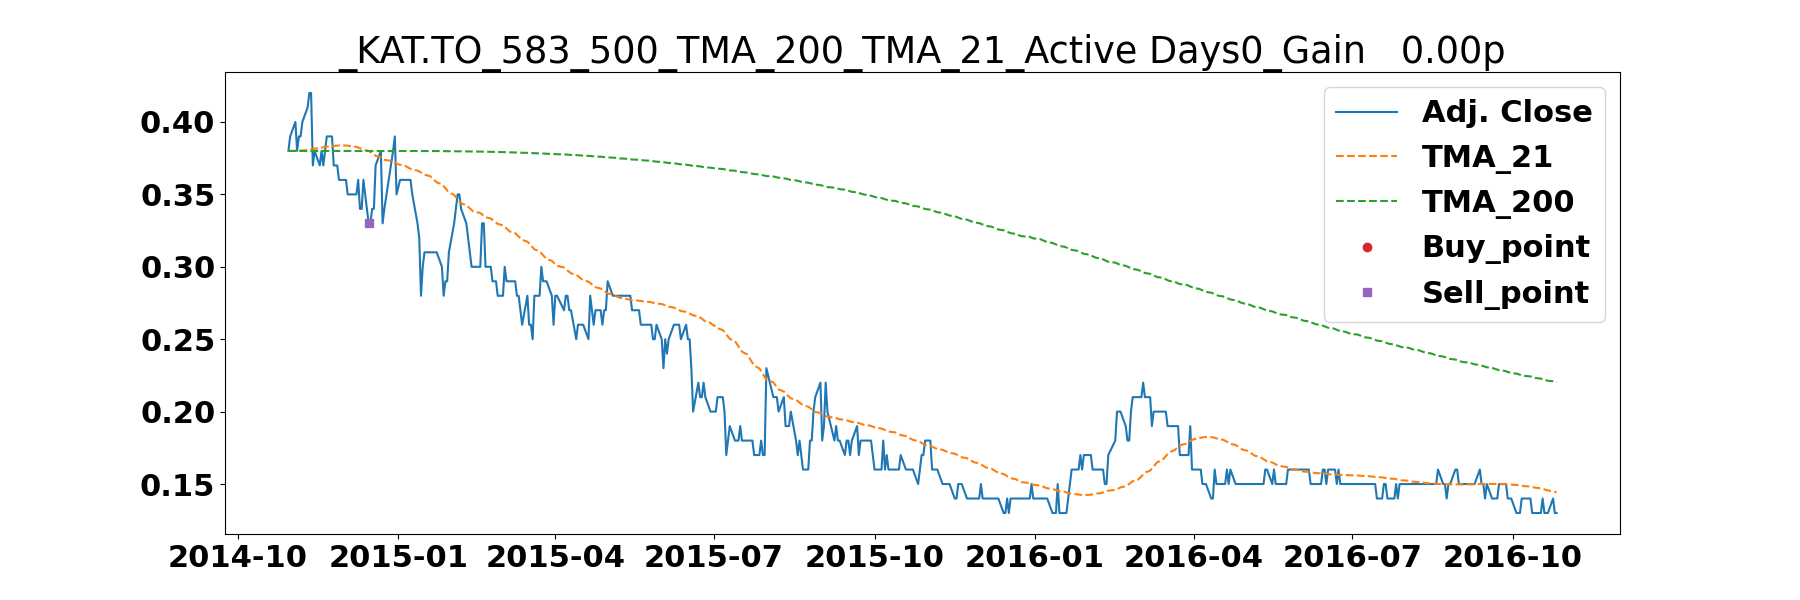 _KAT.TO_583_500_TMA_200_TMA_21_Active Days0_Gain   0.00p
0.40
0.35
0.30
0.25
0.20
0.15
Adj. Close
TMA_21
TMA_200
Buy_point
Sell_point
2014-10 2015-01 2015-04 2015-07 2015-10 2016-01 2016-04 2016-07 2016-10